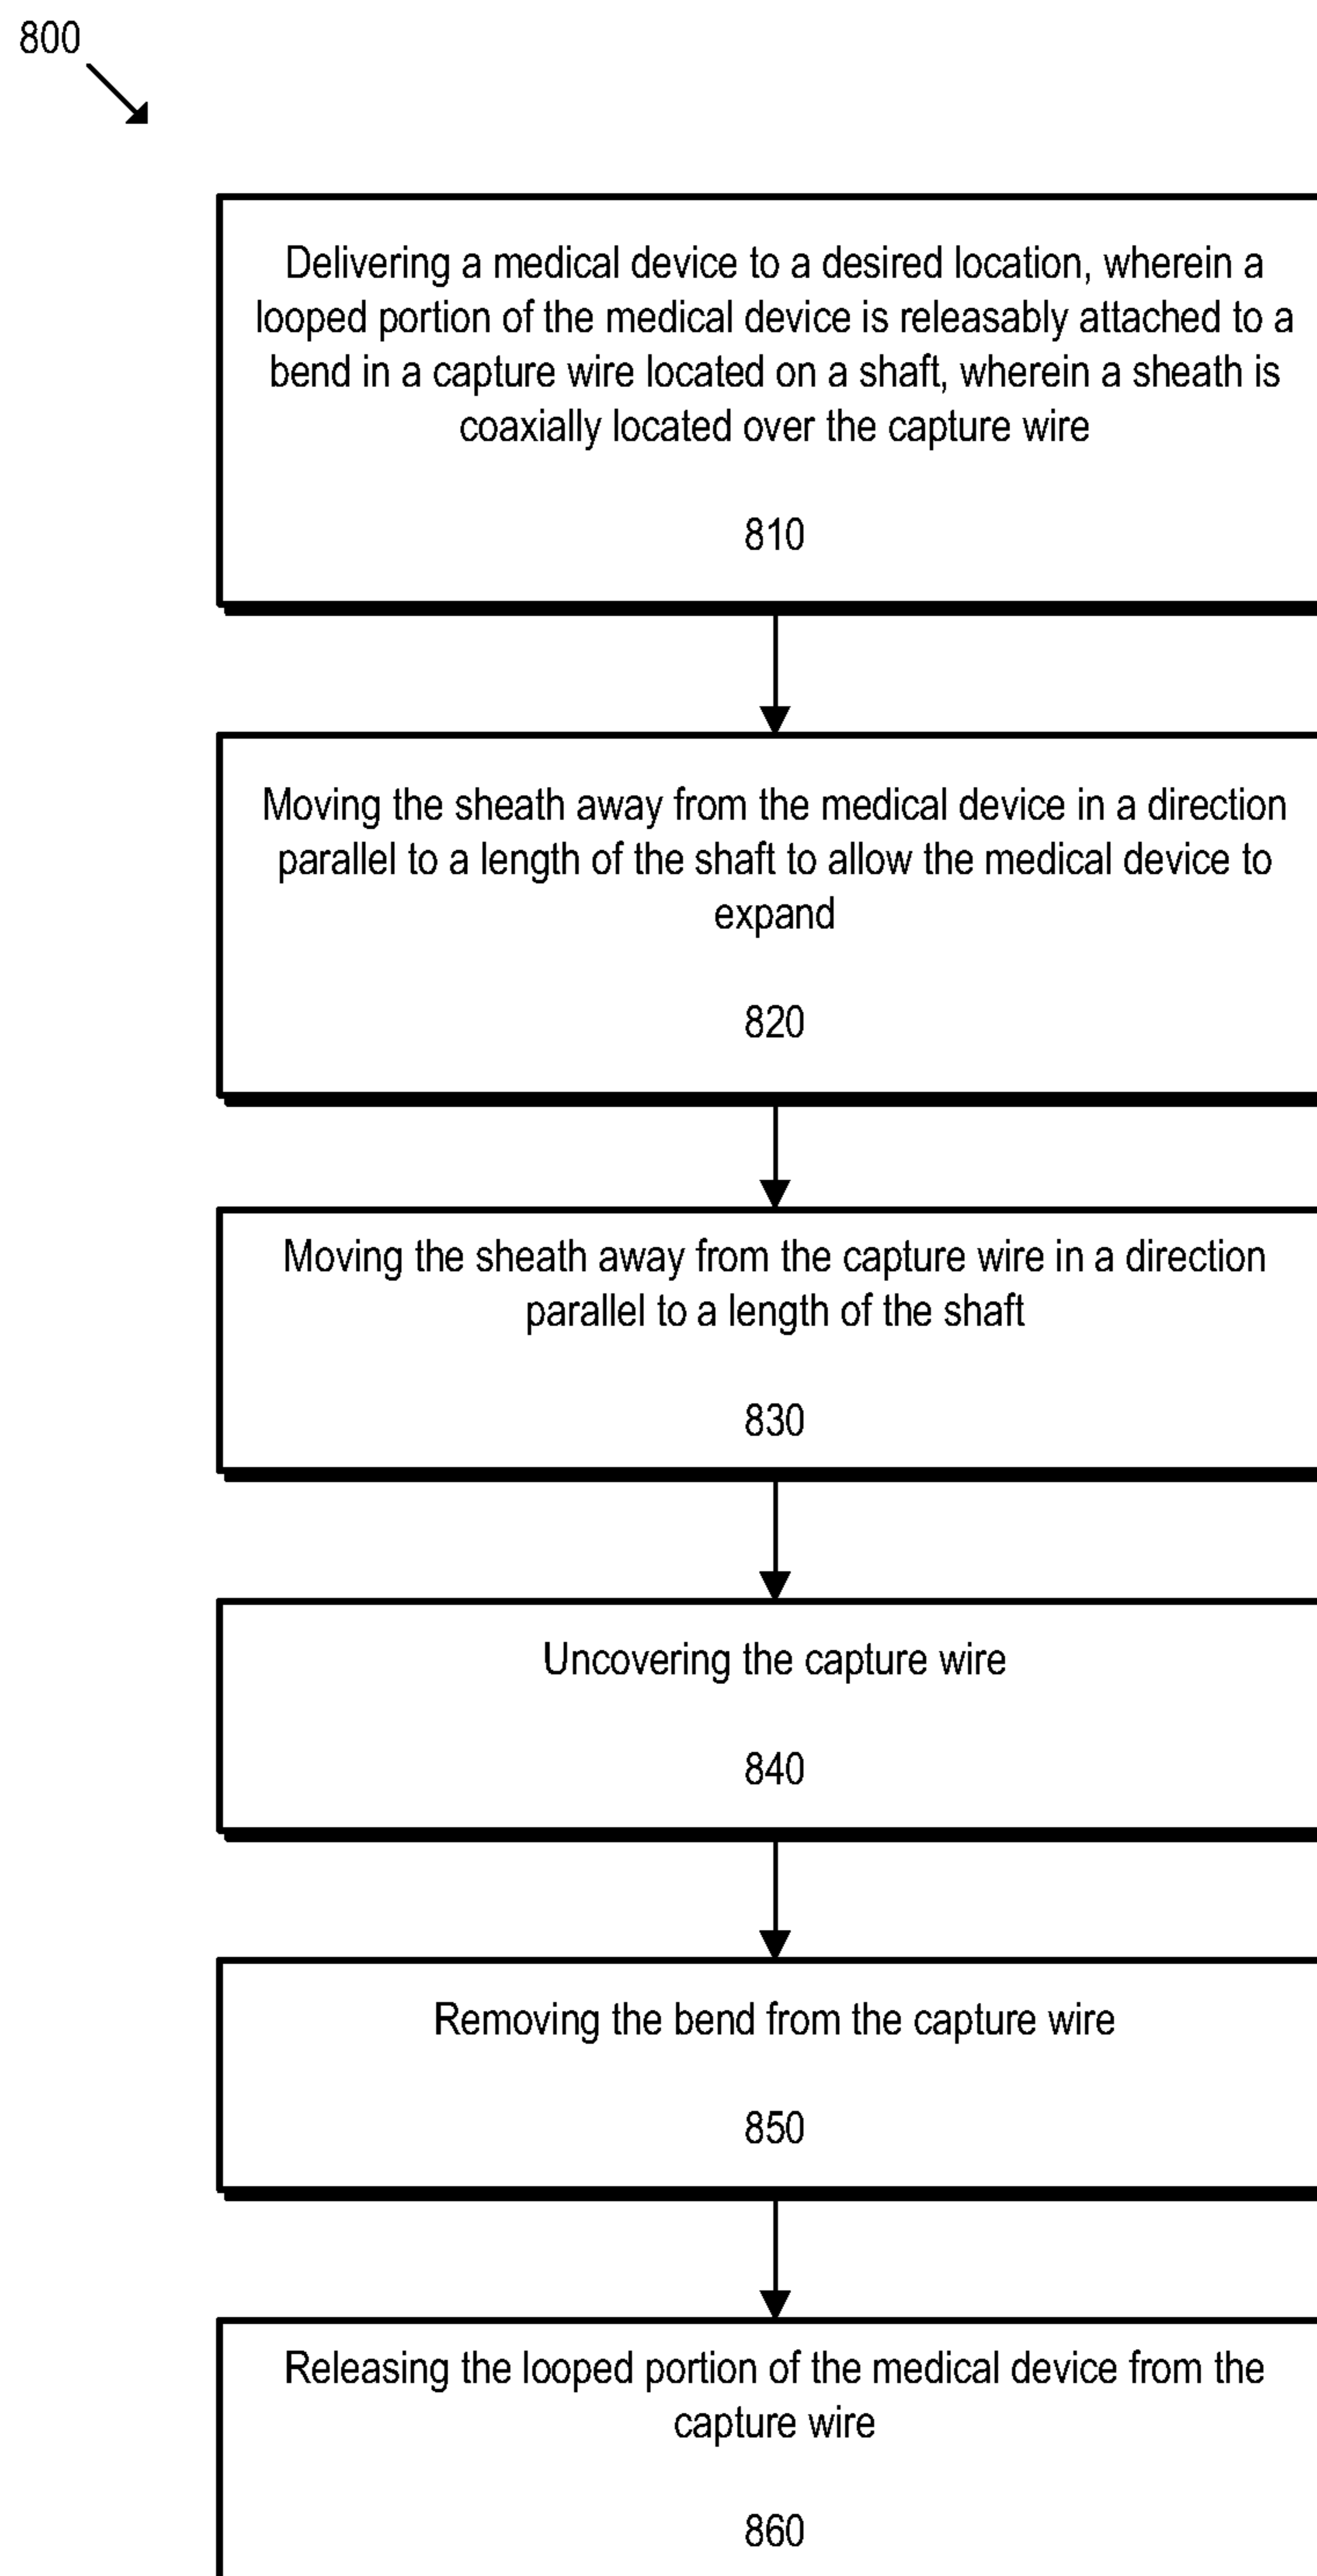 800
Delivering a medical device to a desired location, wherein a
looped portion of the medical device is releasably attached to a
bend in a capture wire located on a shaft, wherein a sheath is
coaxially located over the capture wire
810
Moving the sheath away from the medical device in a direction
parallel to a length of the shaft to allow the medical device to
expand
820
Moving the sheath away from the capture wire in a direction
parallel to a length of the shaft
830
Uncovering the capture wire
840
Removing the bend from the capture wire
850
Releasing the looped portion of the medical device from the
capture wire
860